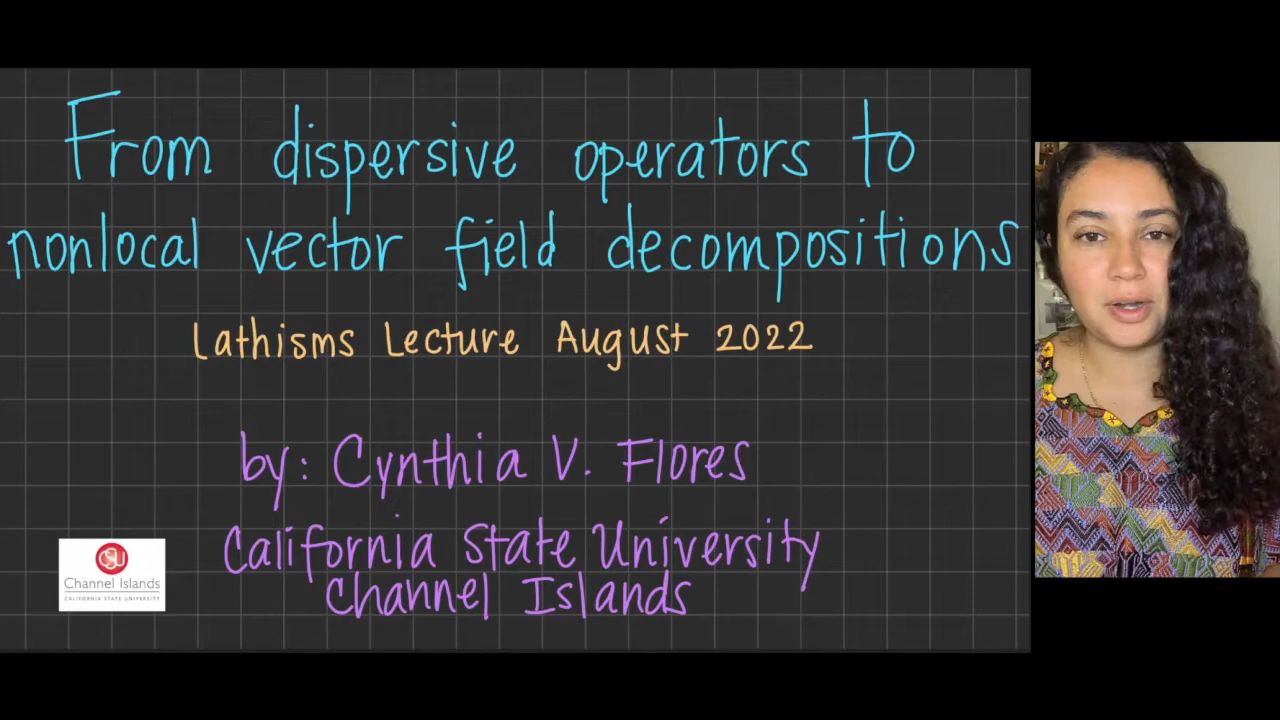 From dispersive operators to
nonlocal vector field decompositions
Lathisms Lecture August 2022
by: Cynthia V. Flores
California State University
Channel Islands
CSU
Channel Islands
CALIFORNIA STATE UNIVERSITY